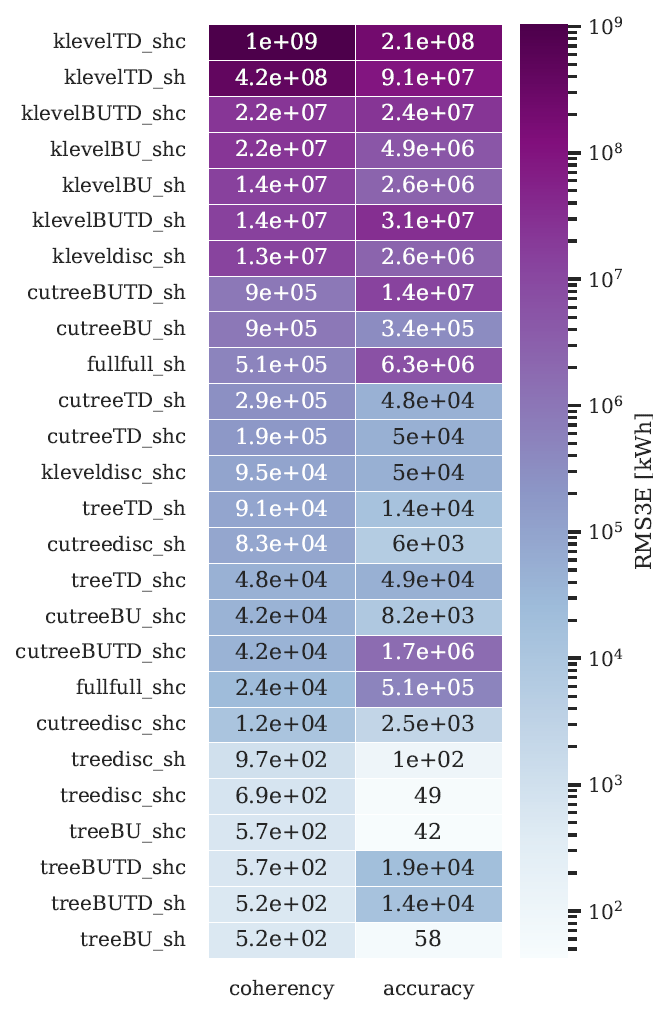 klevelTD_shc 1e+09 2.1e+08
klevelTD_sh 4.2e+08 9.1e+07
klevelBUTD_shc 2.2e+07 2.4e+07
klevelBU_shc 2.2e+07 4.9e+06
klevelBU_sh 1.4e+07 2.6e+06
klevelBUTD_sh 1.4e+07 3.1e+07
kleveldisc_sh 1.3e+07 2.6e+06
cutreeBUTD_sh 9e+05 1.4e+07
cutreeBU_sh 9e+05 3.4e+05
fullfull_sh 5.1e+05 6.3e+06
cutreeTD_sh 2.9e+05 4.8e+04
cutreeTD_shc 1.9e+05 5e+04
kleveldisc_shc 9.5e+04 5e+04
treeTD_sh 9.1e+04 1.4e+04
cutreedisc_sh 8.3e+04 6e+03
treeTD_shc 4.8e+04 4.9e+04
cutreeBU_shc 4.2e+04 8.2e+03
cutreeBUTD_shc 4.2e+04 1.7e+06
fullfull_shc 2.4e+04 5.1e+05
cutreedisc_shc 1.2e+04 2.5e+03
treedisc_sh 9.7e+02 1e+02
treedisc_shc 6.9e+02 49
treeBU_shc 5.7e+02 42
treeBUTD_shc 5.7e+02 1.9e+04
treeBUTD_sh 5.2e+02 1.4e+04
treeBU_sh 5.2e+02 58
coherency accuracy
10⁹
10⁸
10⁷
10⁶
10⁵
10⁴
10³
10²
RMS3E [kWh]